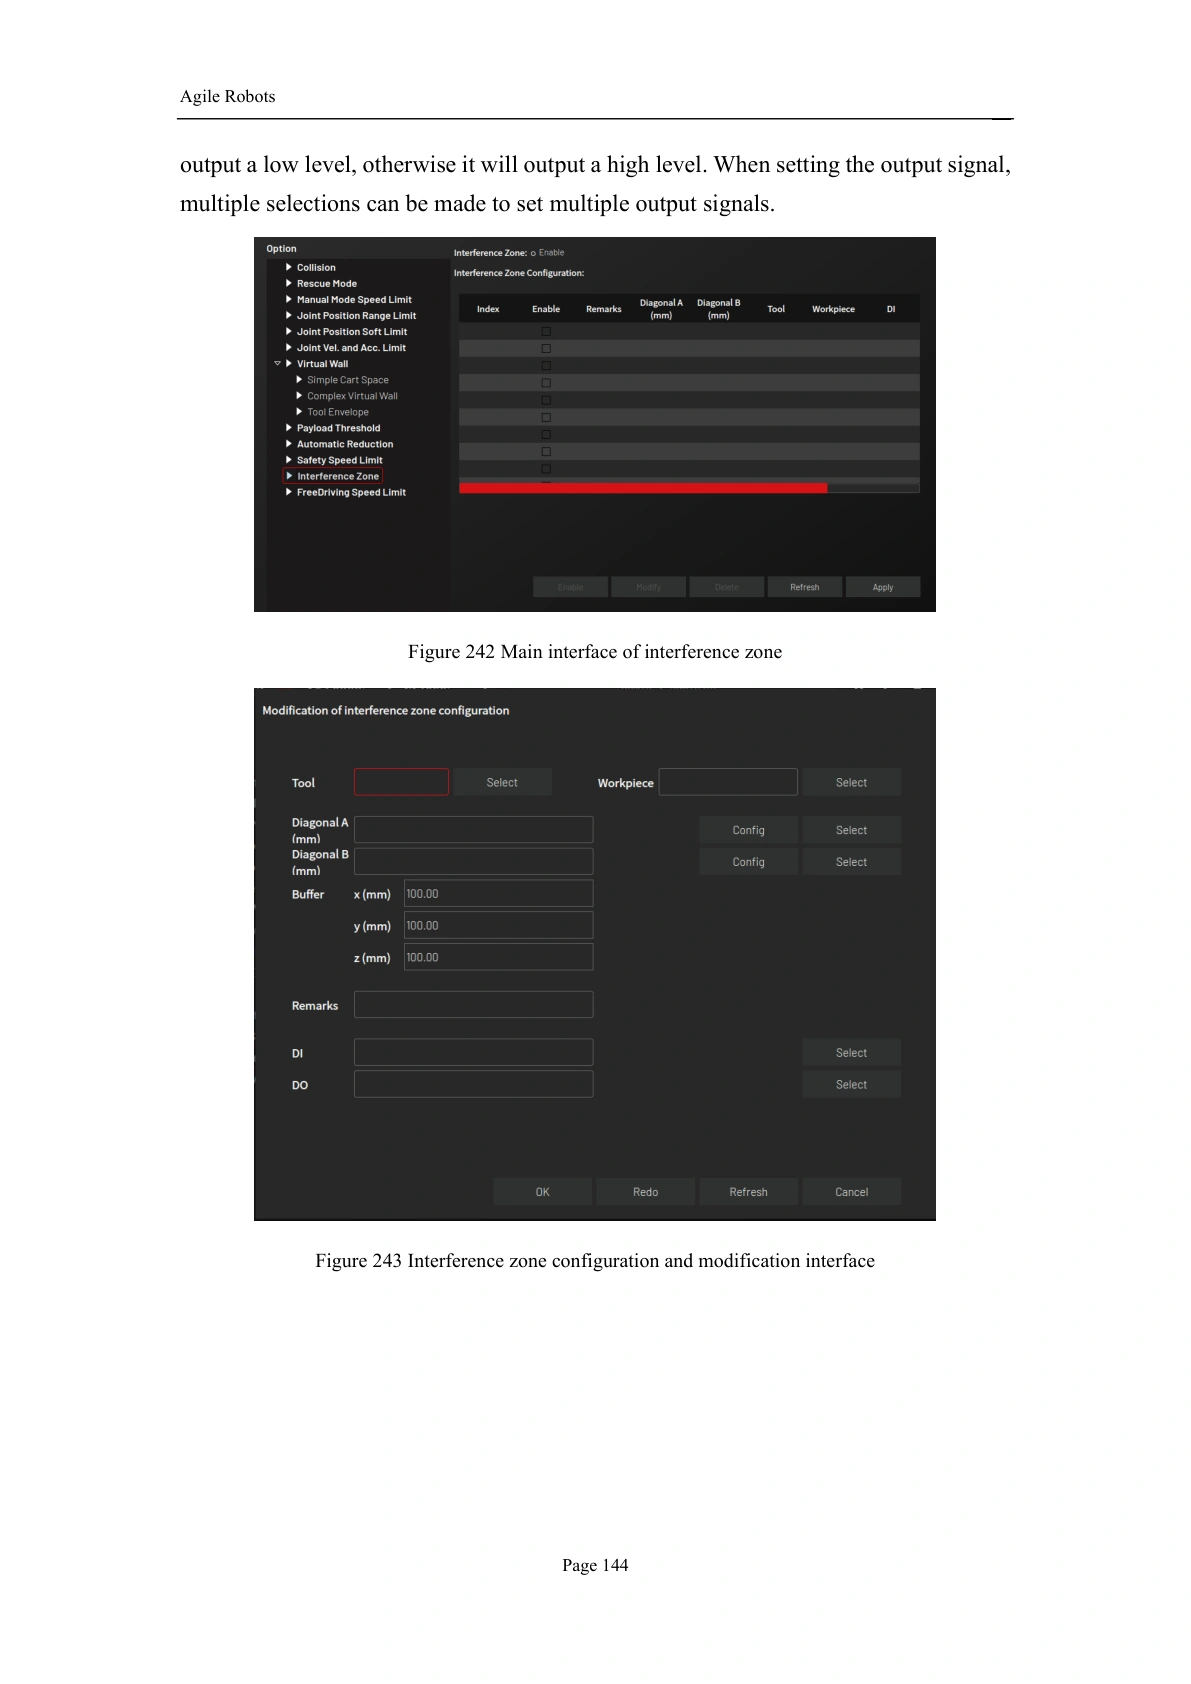 Agile Robots
output a low level, otherwise it will output a high level. When setting the output signal,
multiple selections can be made to set multiple output signals.
Option
Collision
Rescue Mode
Manual Mode Speed Limit
Joint Position Range Limit
Joint Position Soft Limit
Joint Vel. and Acc. Limit
Virtual Wall
Simple Cart Space
Complex Virtual Wall
Tool Envelope
Payload Threshold
Automatic Reduction
Safety Speed Limit
Interference Zone
FreeDriving Speed Limit
Interference Zone: Enable
Interference Zone Configuration:
Index Enable Remarks Diagonal A (mm) Diagonal B (mm) Tool Workpiece DI
Enable Modify Delete Refresh Apply
Figure 242 Main interface of interference zone
Modification of interference zone configuration
Tool Select Workpiece Select
Diagonal A (mm) Config Select
Diagonal B (mm) Config Select
Buffer x (mm) 100.00
y (mm) 100.00
z (mm) 100.00
Remarks
DI Select
DO Select
OK Redo Refresh Cancel
Figure 243 Interference zone configuration and modification interface
Page 144